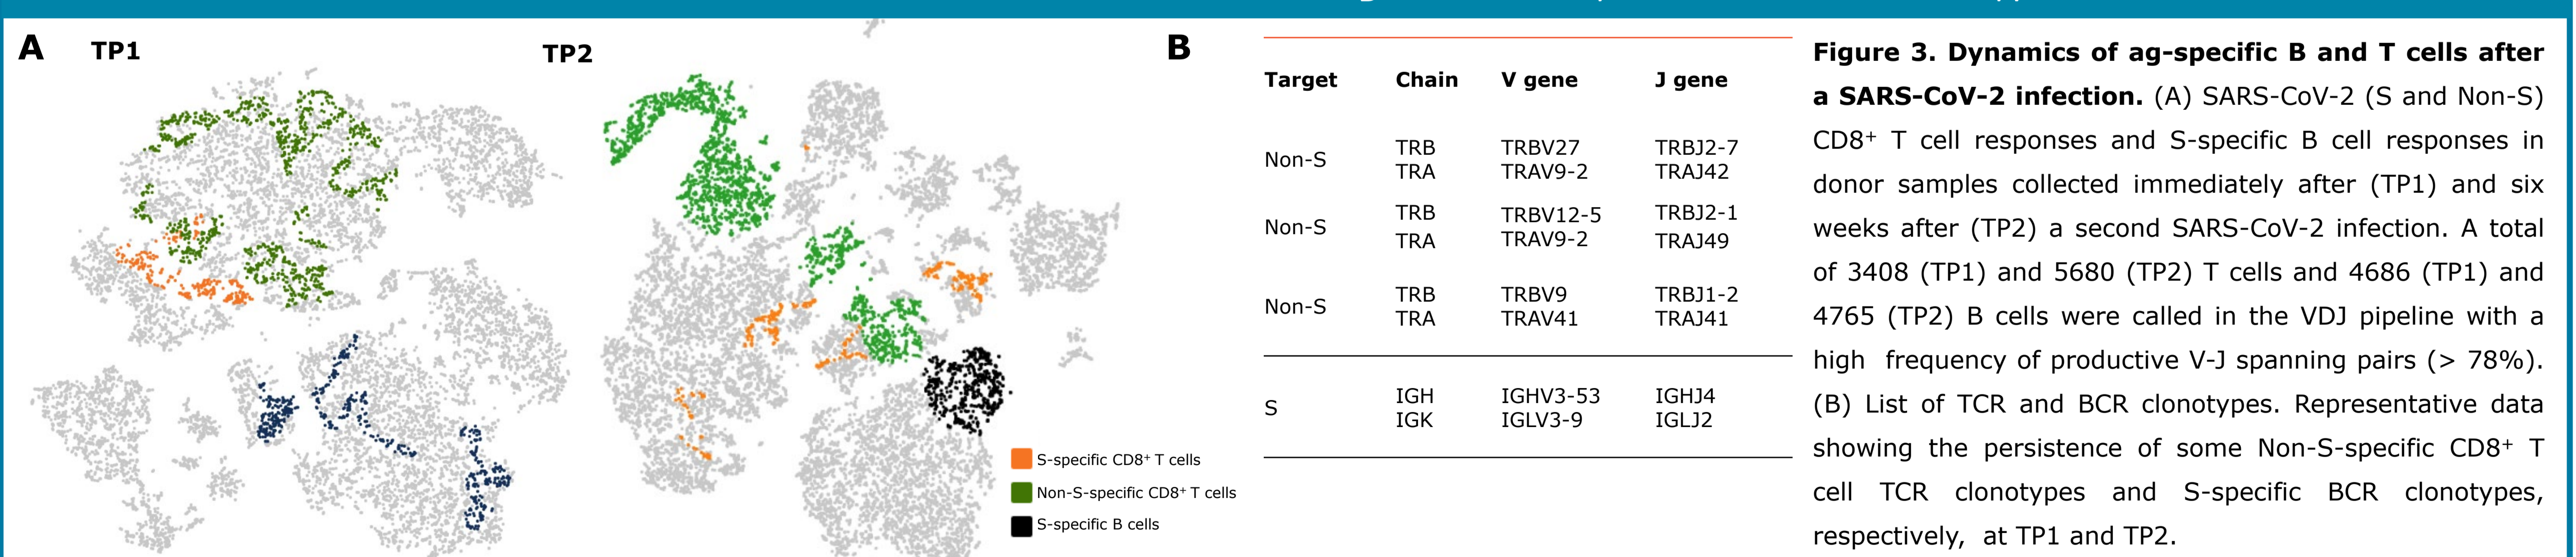 A
TP1
TP2
S-specific CD8+ T cells
Non-S-specific CD8+ T cells
S-specific B cells
B
Target Chain V gene J gene
Non-S
TRB TRBV27 TRBJ2-7
TRA TRAV9-2 TRAJ42
Non-S
TRB TRBV12-5 TRBJ2-1
TRA TRAV9-2 TRAJ49
Non-S
TRB TRBV9 TRBJ1-2
TRA TRAV41 TRAJ41
S
IGH IGHV3-53 IGHJ4
IGK IGLV3-9 IGLJ2
Figure 3. Dynamics of ag-specific B and T cells after
a SARS-CoV-2 infection. (A) SARS-CoV-2 (S and Non-S)
CD8+ T cell responses and S-specific B cell responses in
donor samples collected immediately after (TP1) and six
weeks after (TP2) a second SARS-CoV-2 infection. A total
of 3408 (TP1) and 5680 (TP2) T cells and 4686 (TP1) and
4765 (TP2) B cells were called in the VDJ pipeline with a
high frequency of productive V-J spanning pairs (> 78%).
(B) List of TCR and BCR clonotypes. Representative data
showing the persistence of some Non-S-specific CD8+ T
cell TCR clonotypes and S-specific BCR clonotypes,
respectively, at TP1 and TP2.